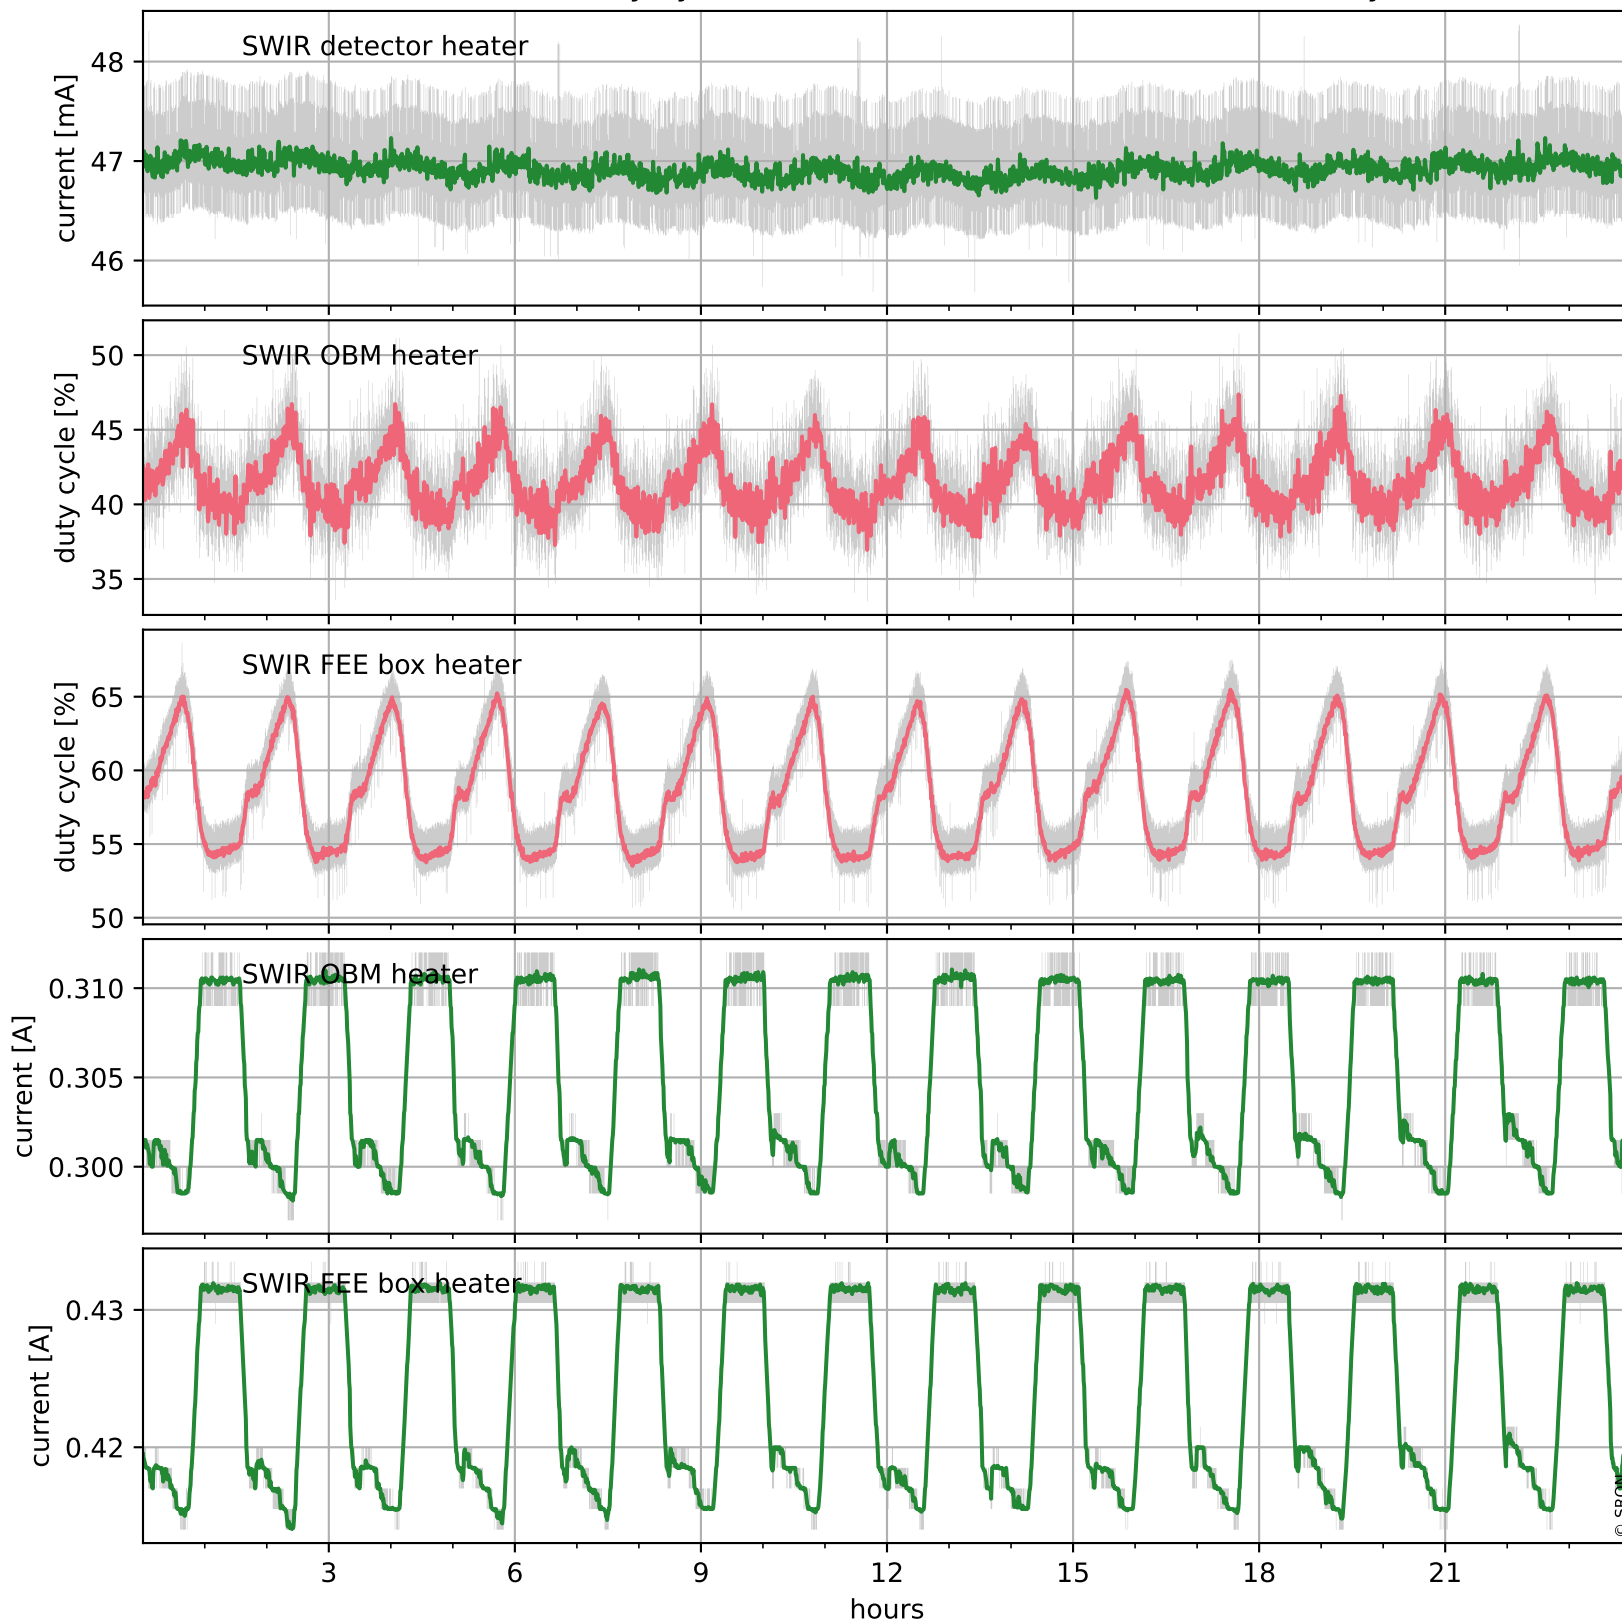 SWIR detector heater
current [mA]
48
47
46
SWIR OBM heater
duty cycle [%]
50
45
40
35
SWIR FEE box heater
duty cycle [%]
65
60
55
50
SWIR OBM heater
current [A]
0.310
0.305
0.300
SWIR FEE box heater
current [A]
0.43
0.42
3 6 9 12 15 18 21
hours
© SRON